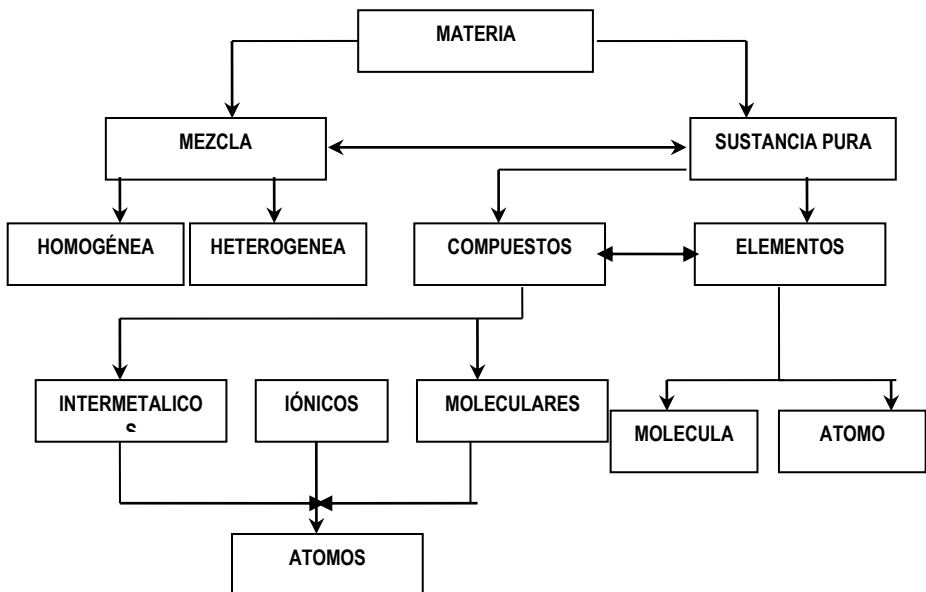 MATERIA
MEZCLA
SUSTANCIA PURA
HOMOGÉNEA
HETEROGENEA
COMPUESTOS
ELEMENTOS
INTERMETALICO
S
IÓNICOS
MOLECULARES
MOLECULA
ATOMO
ATOMOS